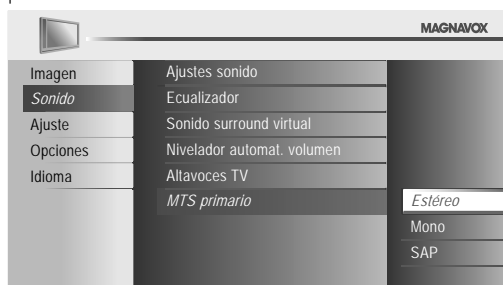 MAGNAVOX
Imagen
Sonido
Ajuste
Opciones
Idioma
Ajustes sonido
Ecualizador
Sonido surround virtual
Nivelador automat. volumen
Altavoces TV
MTS primario
Estéreo
Mono
SAP